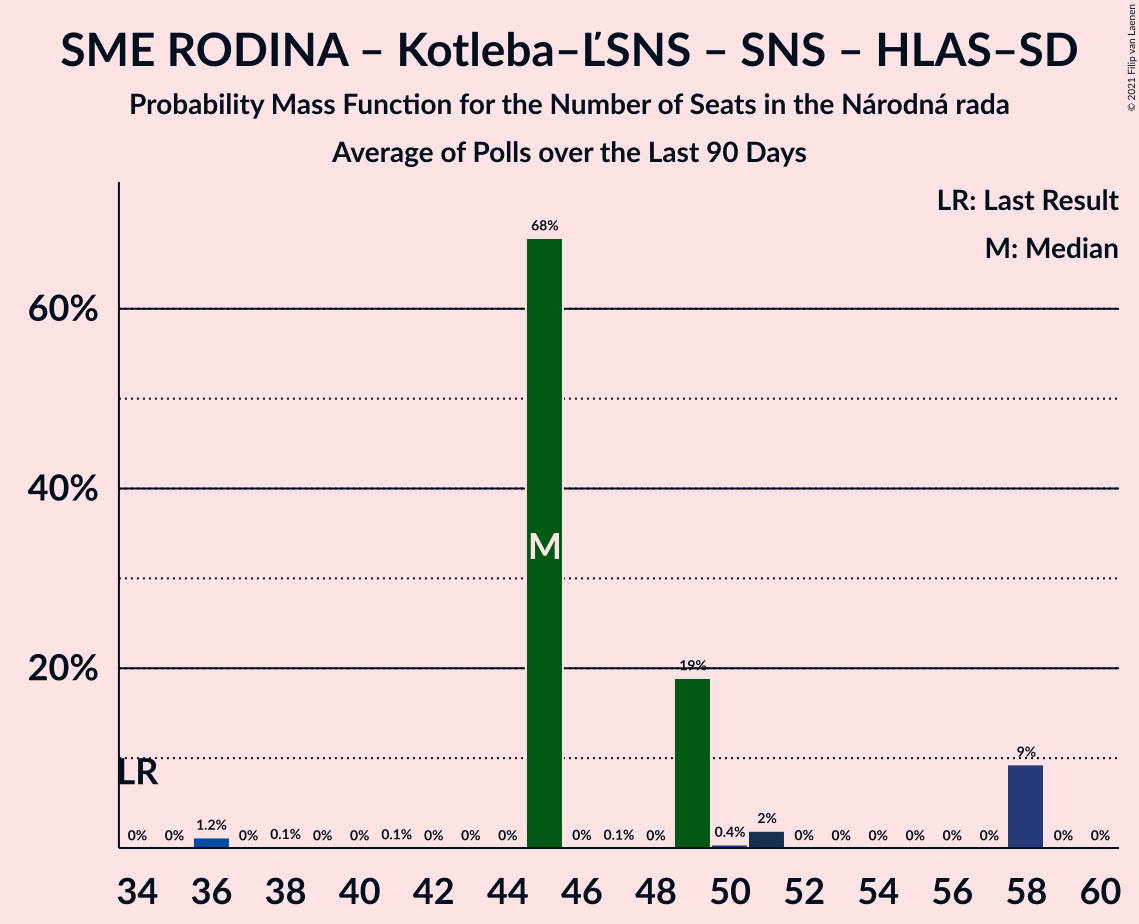 SME RODINA – Kotleba–ĽSNS – SNS – HLAS–SD
Probability Mass Function for the Number of Seats in the Národná rada
Average of Polls over the Last 90 Days
© 2021 Filip van Laenen
LR: Last Result
M: Median
60%
40%
20%
68%
M
19%
9%
LR
0% 0% 1.2% 0% 0.1% 0% 0% 0.1% 0% 0% 0% 0% 0.1% 0% 0.4% 2% 0% 0% 0% 0% 0% 0% 0% 0%
34 36 38 40 42 44 46 48 50 52 54 56 58 60